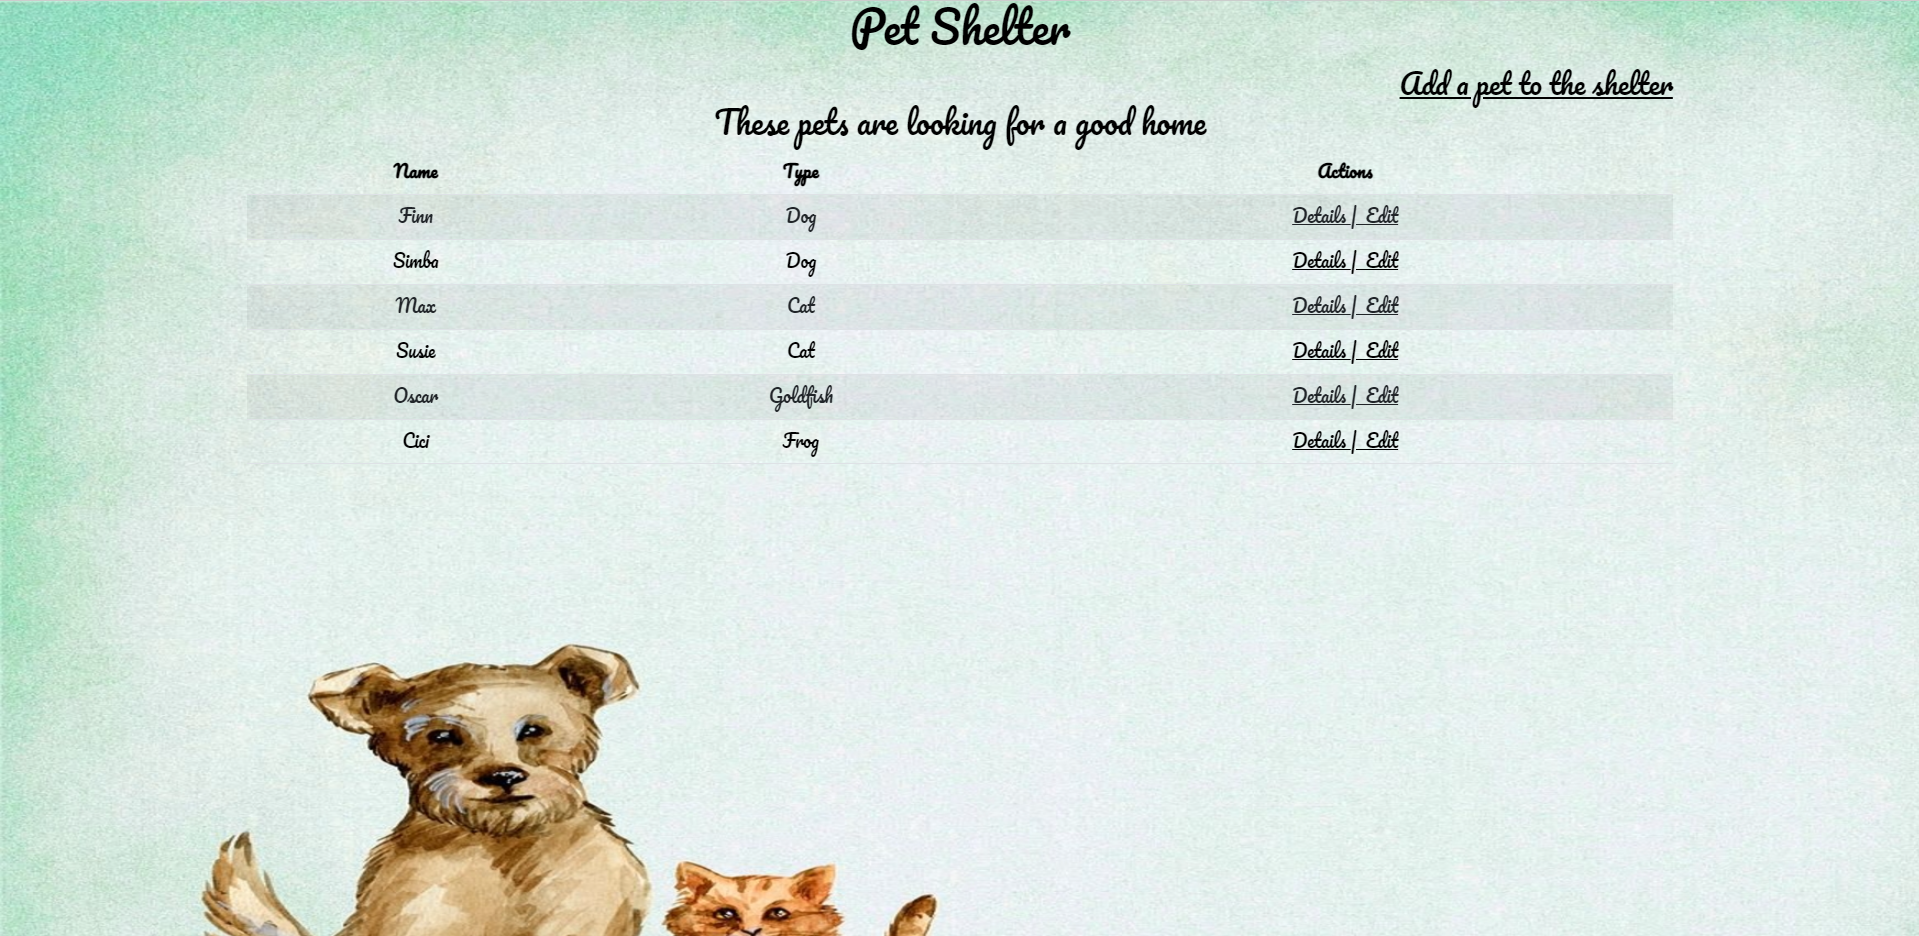 Pet Shelter
Add a pet to the shelter
These pets are looking for a good home
Name Type Actions
Finn Dog Details | Edit
Simba Dog Details | Edit
Max Cat Details | Edit
Susie Cat Details | Edit
Oscar Goldfish Details | Edit
Cici Frog Details | Edit